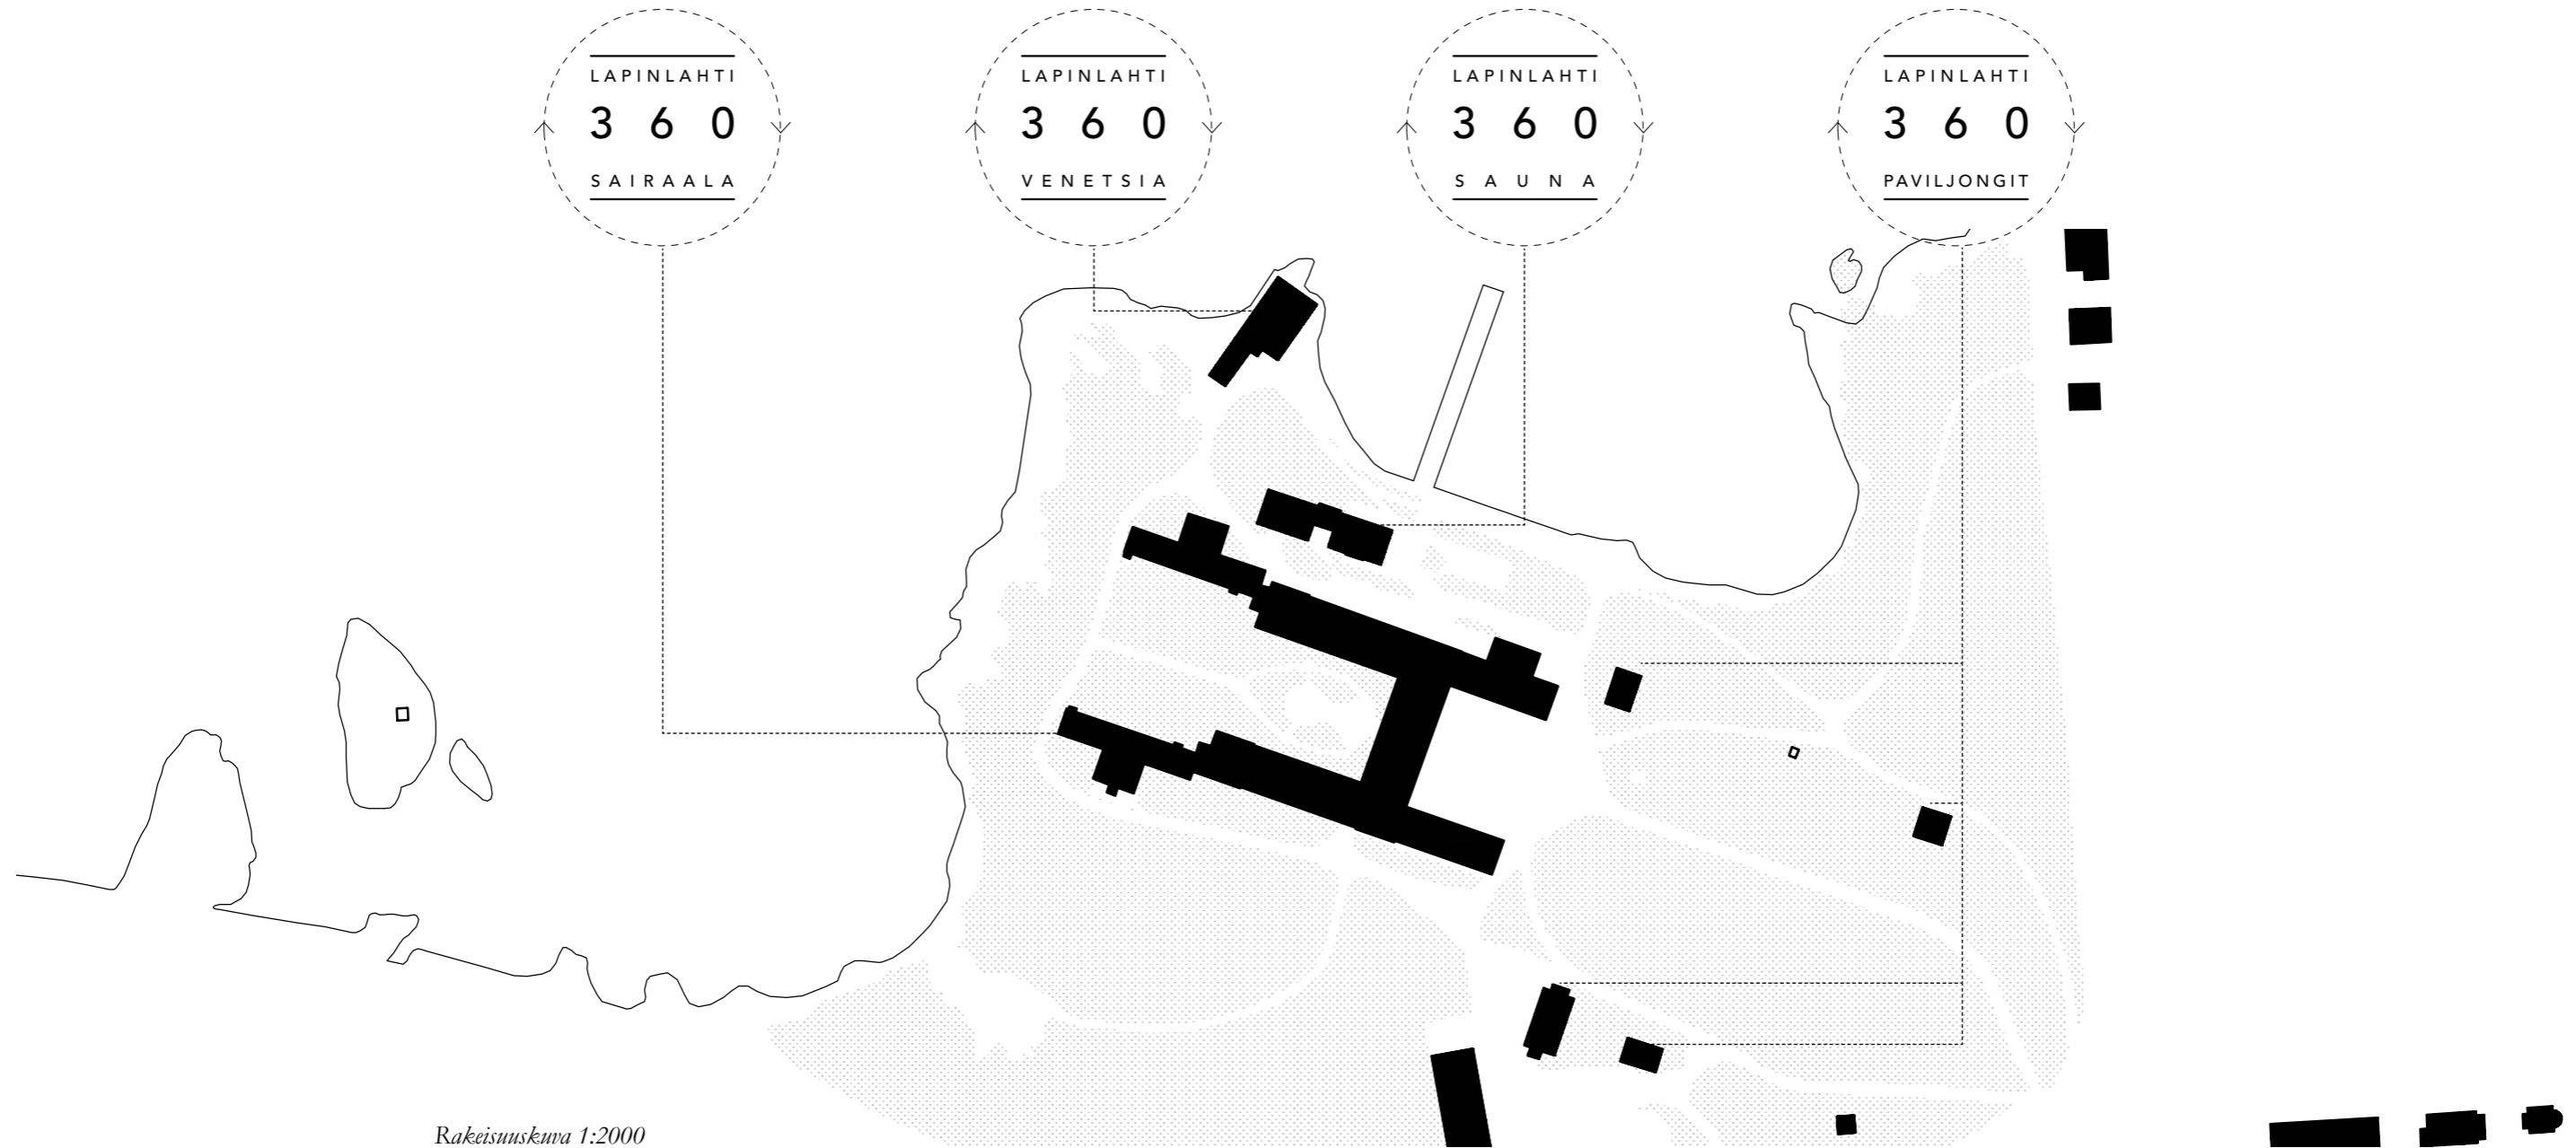 LAPINLAHTI
3 6 0
SAIRAALA
LAPINLAHTI
3 6 0
VENETSIA
LAPINLAHTI
3 6 0
SAUNA
LAPINLAHTI
3 6 0
PAVILJONGIT
Rakeisuuskuva 1:2000